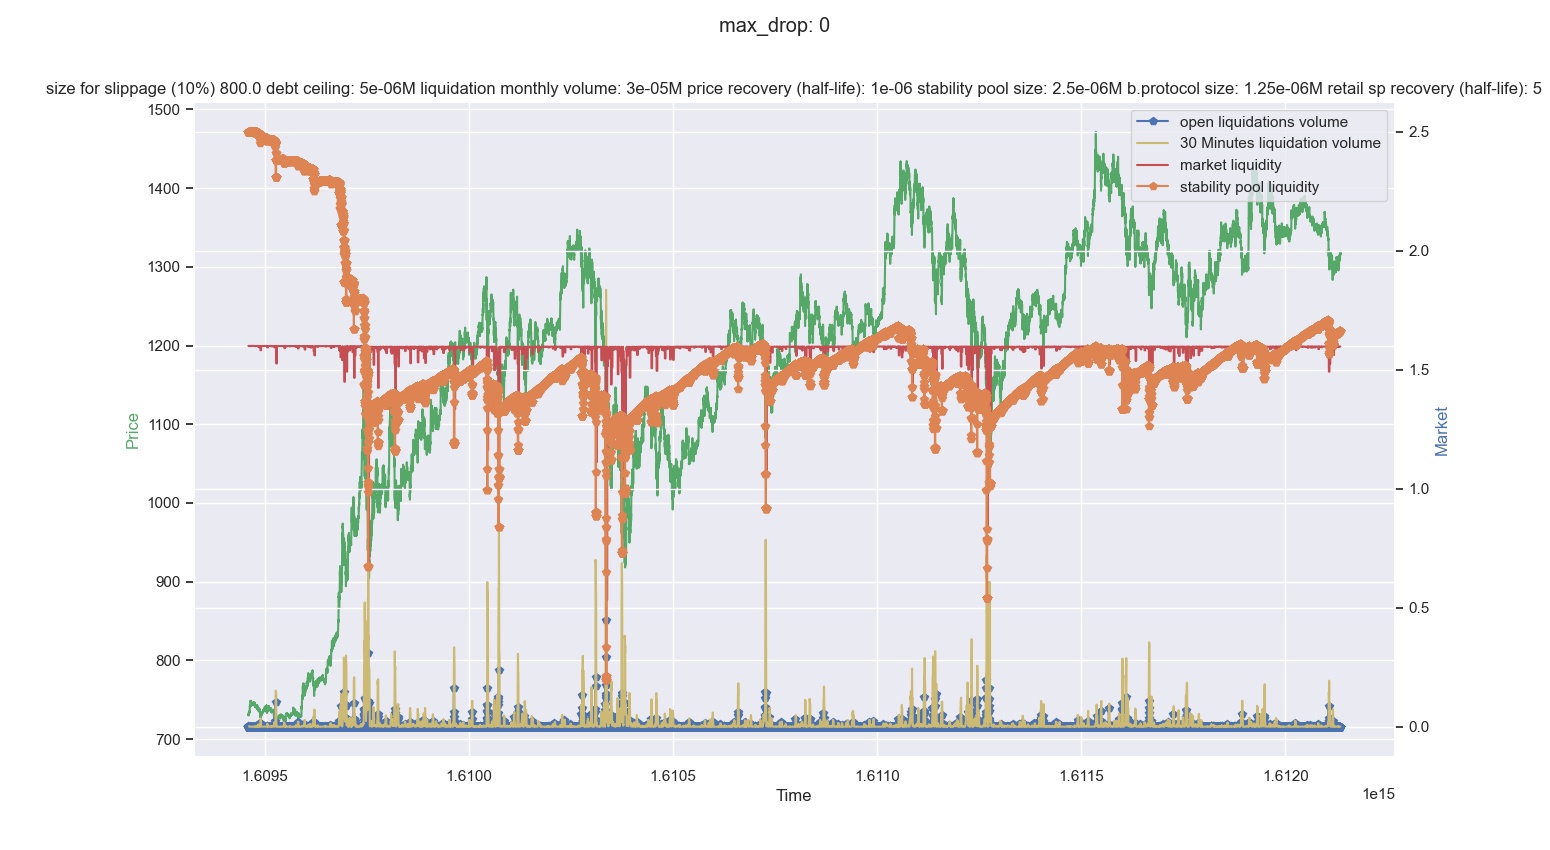 max_drop: 0
size for slippage (10%) 800.0 debt ceiling: 5e-06M liquidation monthly volume: 3e-05M price recovery (half-life): 1e-06 stability pool size: 2.5e-06M b.protocol size: 1.25e-06M retail sp recovery (half-life): 5
open liquidations volume
30 Minutes liquidation volume
market liquidity
stability pool liquidity
1500
1400
1300
1200
1100
1000
900
800
700
Price
2.5
2.0
1.5
1.0
0.5
0.0
Market
1.6095
1.6100
1.6105
1.6110
1.6115
1.6120
Time
1e15